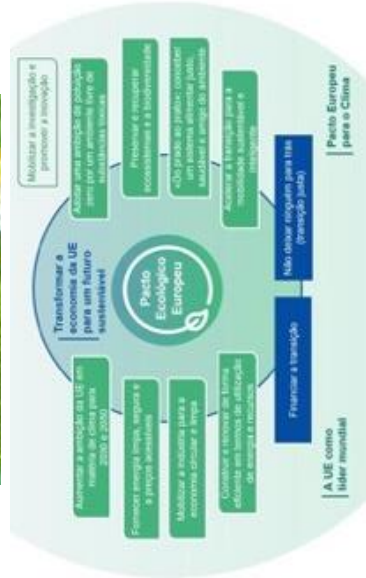 Mobilizar a investigação e
promover a inovação
Transformar a
economia da UE
para um futuro
sustentável
Aumentar a ambição da UE em
matéria de clima para
2030 e 2050
Fornecer energia limpa, segura e
a preços acessíveis
Mobilizar a indústria para a
economia circular e limpa
Construir e renovar de forma
eficiente em termos de utilização
de energia e recursos
Pacto
Ecológico
Europeu
Adotar uma ambição de poluição
zero por um ambiente livre de
substâncias tóxicas
Preservar e recuperar
ecossistemas e a biodiversidade
«Do prado ao prato»: conceber
um sistema alimentar justo,
saudável e amigo do ambiente
Acelerar a transição para a
mobilidade sustentável e
inteligente
Financiar a transição
Não deixar ninguém para trás
(transição justa)
A UE como
líder mundial
Pacto Europeu
para o Clima